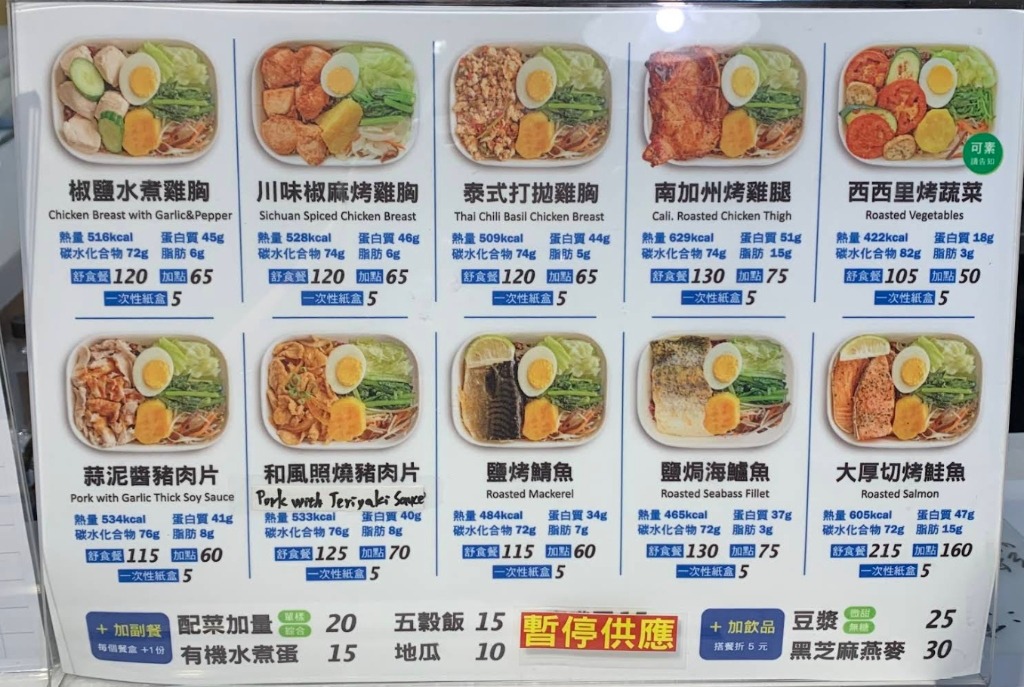 椒鹽水煮雞胸
Chicken Breast with Garlic&Pepper
熱量 516kcal 蛋白質 45g
碳水化合物 72g 脂肪 6g
舒食餐 120 加點 65
一次性紙盒 5
川味椒麻烤雞胸
Sichuan Spiced Chicken Breast
熱量 528kcal 蛋白質 46g
碳水化合物 74g 脂肪 6g
舒食餐 120 加點 65
一次性紙盒 5
泰式打拋雞胸
Thai Chili Basil Chicken Breast
熱量 509kcal 蛋白質 44g
碳水化合物 74g 脂肪 5g
舒食餐 120 加點 65
一次性紙盒 5
南加州烤雞腿
Cali. Roasted Chicken Thigh
熱量 629kcal 蛋白質 51g
碳水化合物 74g 脂肪 15g
舒食餐 130 加點 75
一次性紙盒 5
可素
請告知
西西里烤蔬菜
Roasted Vegetables
熱量 422kcal 蛋白質 18g
碳水化合物 82g 脂肪 3g
舒食餐 105 加點 50
一次性紙盒 5
蒜泥醬豬肉片
Pork with Garlic Thick Soy Sauce
熱量 534kcal 蛋白質 41g
碳水化合物 76g 脂肪 8g
舒食餐 115 加點 60
一次性紙盒 5
和風照燒豬肉片
Pork with Teriyaki Sauce
熱量 533kcal 蛋白質 40g
碳水化合物 76g 脂肪 8g
舒食餐 125 加點 70
一次性紙盒 5
鹽烤鯖魚
Roasted Mackerel
熱量 484kcal 蛋白質 34g
碳水化合物 72g 脂肪 7g
舒食餐 115 加點 60
一次性紙盒 5
鹽焗海鱸魚
Roasted Seabass Fillet
熱量 465kcal 蛋白質 37g
碳水化合物 72g 脂肪 3g
舒食餐 130 加點 75
一次性紙盒 5
大厚切烤鮭魚
Roasted Salmon
熱量 605kcal 蛋白質 47g
碳水化合物 72g 脂肪 15g
舒食餐 215 加點 160
一次性紙盒 5
+ 加副餐
每個餐盒 +1份
配菜加量 單樣 綜合 20
有機水煮蛋 15
五穀飯 15
地瓜 10
暫停供應
+ 加飲品
搭餐折 5 元
豆漿 微甜 無糖 25
黑芝麻燕麥 30